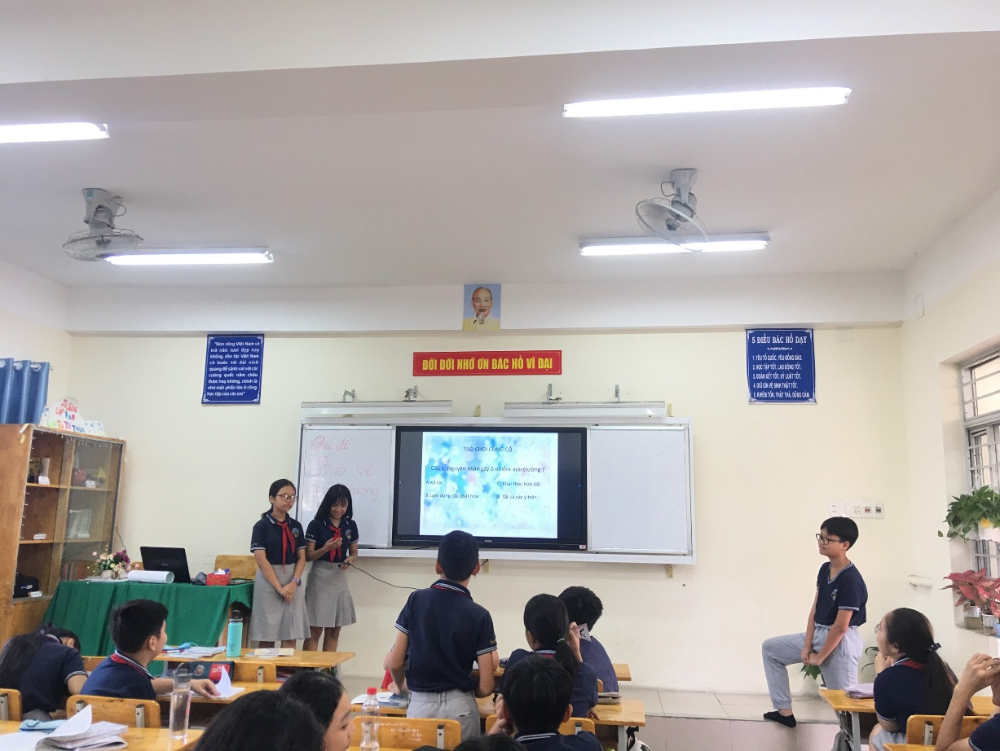 "Non sông Việt Nam có
trở nên tươi đẹp hay
không, dân tộc Việt Nam
có bước tới đài vinh
quang để sánh vai với các
cường quốc năm châu
được hay không, chính là
nhờ một phần lớn ở công
học tập của các em"
ĐỜI ĐỜI NHỚ ƠN BÁC HỒ VĨ ĐẠI
5 ĐIỀU BÁC HỒ DẠY
1. YÊU TỔ QUỐC, YÊU ĐỒNG BÀO.
2. HỌC TẬP TỐT, LAO ĐỘNG TỐT.
3. ĐOÀN KẾT TỐT, KỶ LUẬT TỐT.
4. GIỮ GÌN VỆ SINH THẬT TỐT.
5. KHIÊM TỐN, THẬT THÀ, DŨNG CẢM.
Chủ đề
Bảo vệ
TRÒ CHƠI CỦNG CỐ
Câu 1: Nguyên nhân gây ô nhiễm môi trường ?
A.Xả rác
C. Khai thác bừa bãi
B.Lạm dụng các chất hóa
D. Tất cả các ý trên